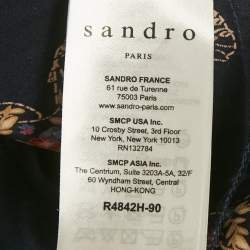 sandro
PARIS
SANDRO FRANCE
61 rue de Turenne
75003 Paris
www.sandro-paris.com
SMCP USA Inc.
10 Crosby Street, 3rd Floor
New York, New York 10013
RN132784
SMCP ASIA Inc.
The Centrium, Suite 3203A-5A, 32/F
60 Wyndham Street, Central
HONG-KONG
R4842H-90